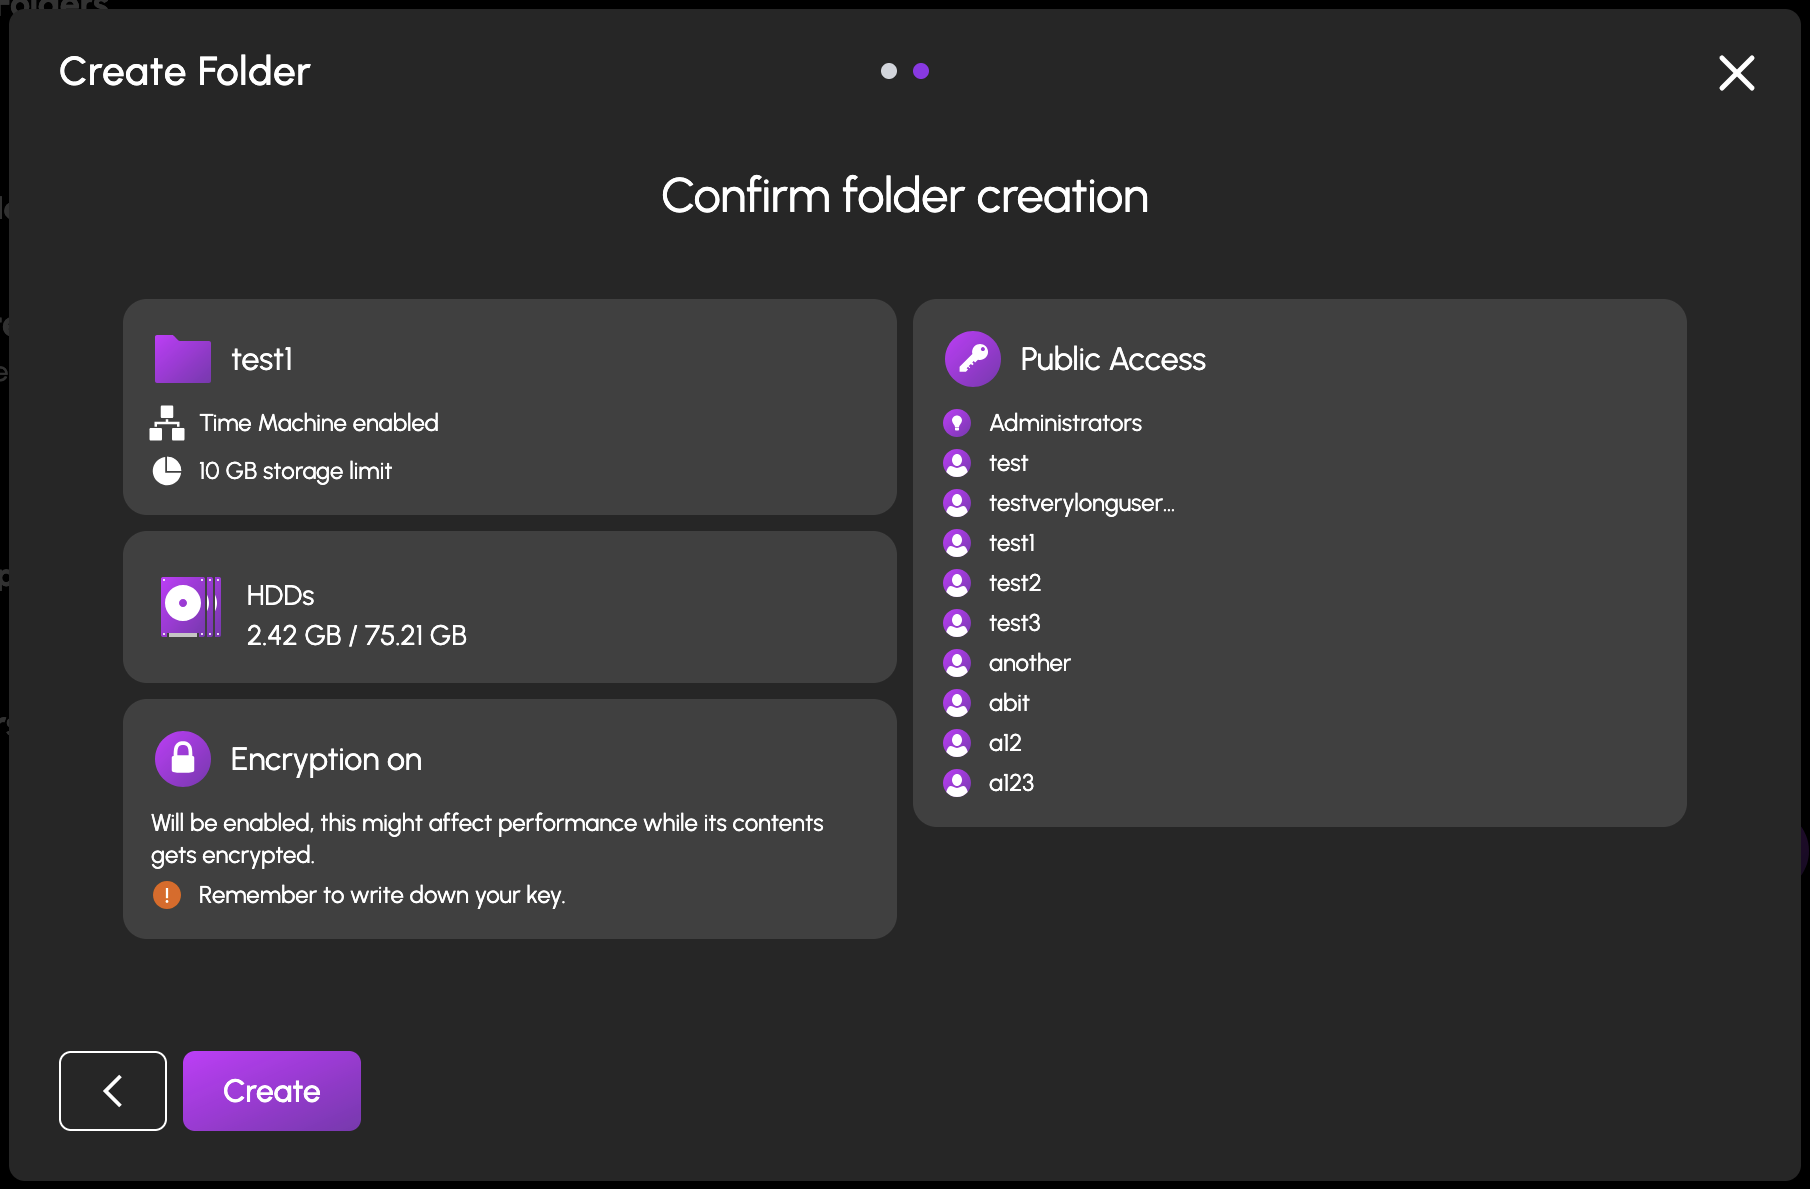 Folders
Create Folder
Confirm folder creation
test1
Time Machine enabled
10 GB storage limit
HDDs
2.42 GB / 75.21 GB
Encryption on
Will be enabled, this might affect performance while its contents
gets encrypted.
Remember to write down your key.
Public Access
Administrators
test
testverylonguser...
test1
test2
test3
another
abit
a12
a123
Create